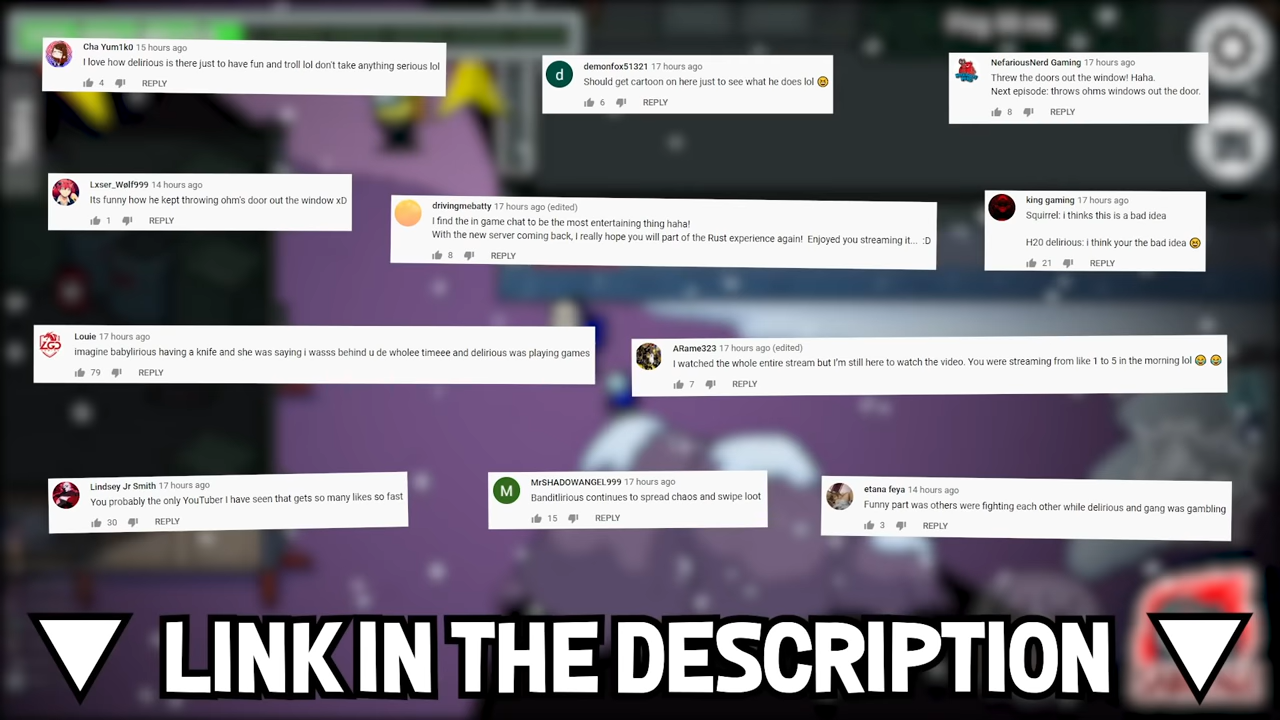 Cha Yum1k0 15 hours ago
I love how delirious is there just to have fun and troll lol don't take anything serious lol
4 REPLY
demonfox51321 17 hours ago
Should get cartoon on here just to see what he does lol 😆
6 REPLY
NefariousNerd Gaming 17 hours ago
Threw the doors out the window! Haha.
Next episode: throws ohms windows out the door.
8 REPLY
Lxser_Wølf999 14 hours ago
Its funny how he kept throwing ohm's door out the window xD
1 REPLY
drivingmebatty 17 hours ago (edited)
I find the in game chat to be the most entertaining thing haha!
With the new server coming back, I really hope you will part of the Rust experience again! Enjoyed you streaming it... :D
8 REPLY
king gaming 17 hours ago
Squirrel: i thinks this is a bad idea
H20 delirious: i think your the bad idea 😆
21 REPLY
Louie 17 hours ago
imagine babylirious having a knife and she was saying i wasss behind u de wholee timeee and delirious was playing games
79 REPLY
ARame323 17 hours ago (edited)
I watched the whole entire stream but I'm still here to watch the video. You were streaming from like 1 to 5 in the morning lol 😂 😂
7 REPLY
Lindsey Jr Smith 17 hours ago
You probably the only YouTuber I have seen that gets so many likes so fast
30 REPLY
M
MrSHADOWANGEL999 17 hours ago
Banditlirious continues to spread chaos and swipe loot
15 REPLY
etana feya 14 hours ago
Funny part was others were fighting each other while delirious and gang was gambling
3 REPLY
LINK IN THE DESCRIPTION